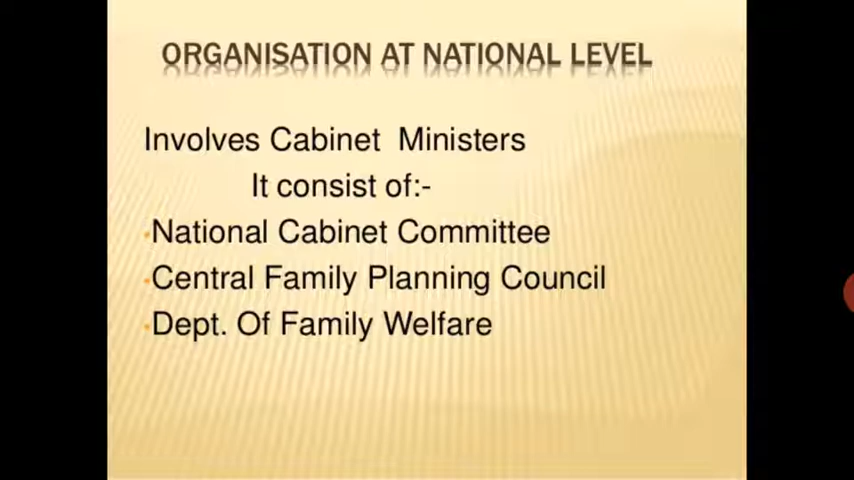 ORGANISATION AT NATIONAL LEVEL
Involves Cabinet Ministers
It consist of:-
•National Cabinet Committee
•Central Family Planning Council
•Dept. Of Family Welfare